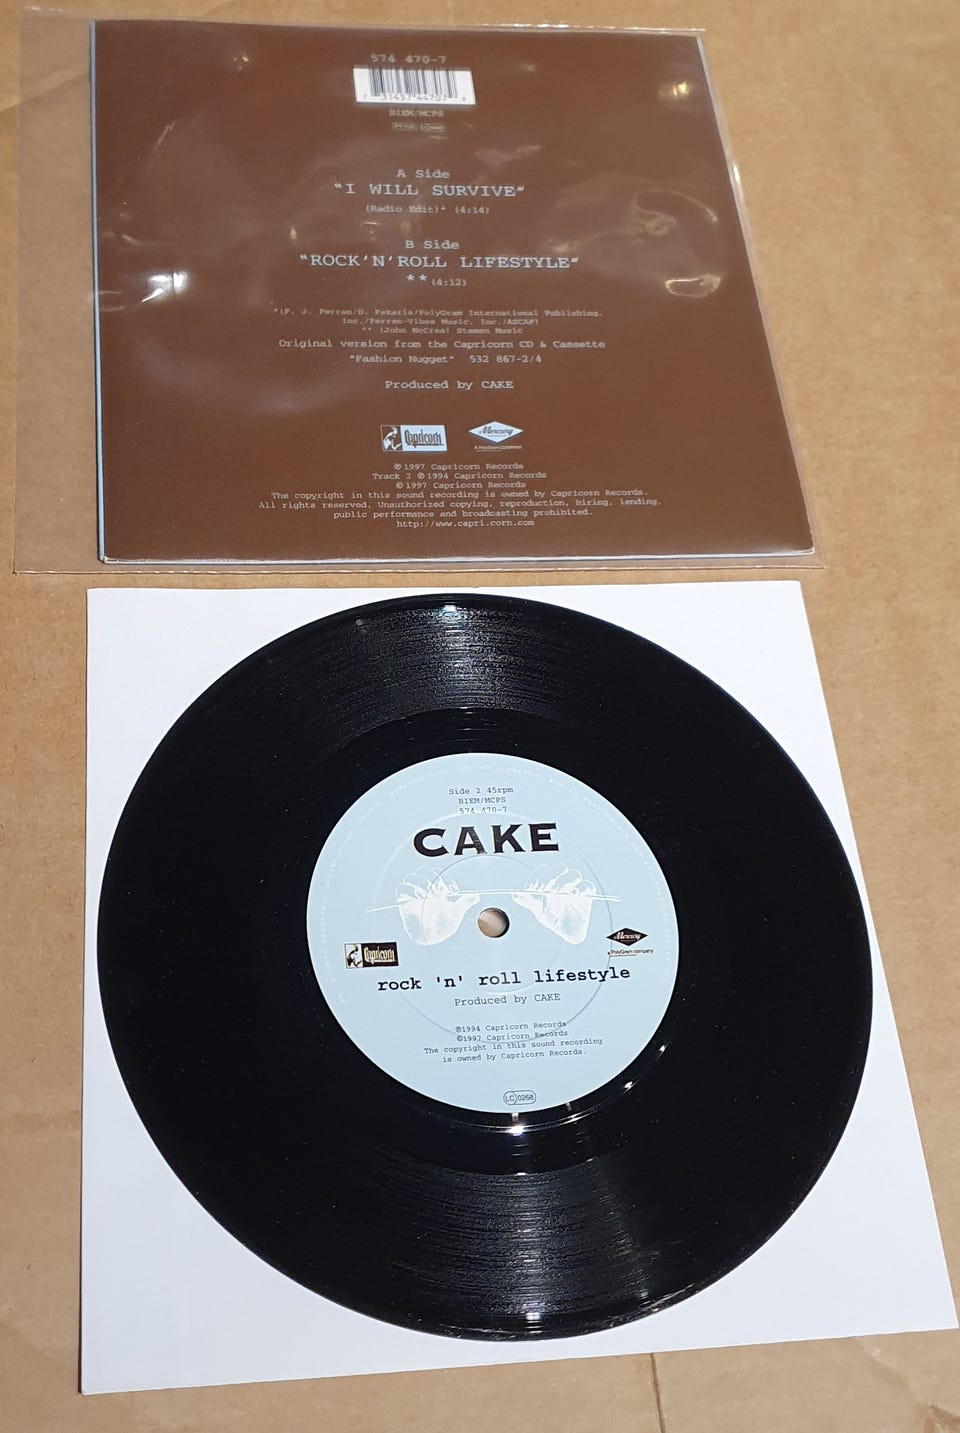 574 470-7
7 31457 44707 9
BIEM/MCPS
A Side
"I WILL SURVIVE"
(Radio Edit)* (4:14)
B Side
"ROCK'N'ROLL LIFESTYLE"
**(4:12)
*(F. J. Perren/D. Fekaris/PolyGram International Publishing,
Inc./Perren-Vibes Music, Inc./ASCAP)
** (John McCrea) Stamen Music
Original version from the Capricorn CD & Cassette
"Fashion Nugget" 532 867-2/4
Produced by CAKE
Capricorn
Mercury
A PolyGram COMPANY
℗ 1997 Capricorn Records
Track 2 ℗ 1994 Capricorn Records
© 1997 Capricorn Records
The copyright in this sound recording is owned by Capricorn Records.
All rights reserved. Unauthorized copying, reproduction, hiring, lending,
public performance and broadcasting prohibited.
http://www.capri.corn.com
Side 2 45rpm
BIEM/MCPS
574 470-7
CAKE
Capricorn
Mercury
a PolyGram company
rock 'n' roll lifestyle
Produced by CAKE
℗1994 Capricorn Records
©1997 Capricorn Records
The copyright in this sound recording
is owned by Capricorn Records.
LC 0268